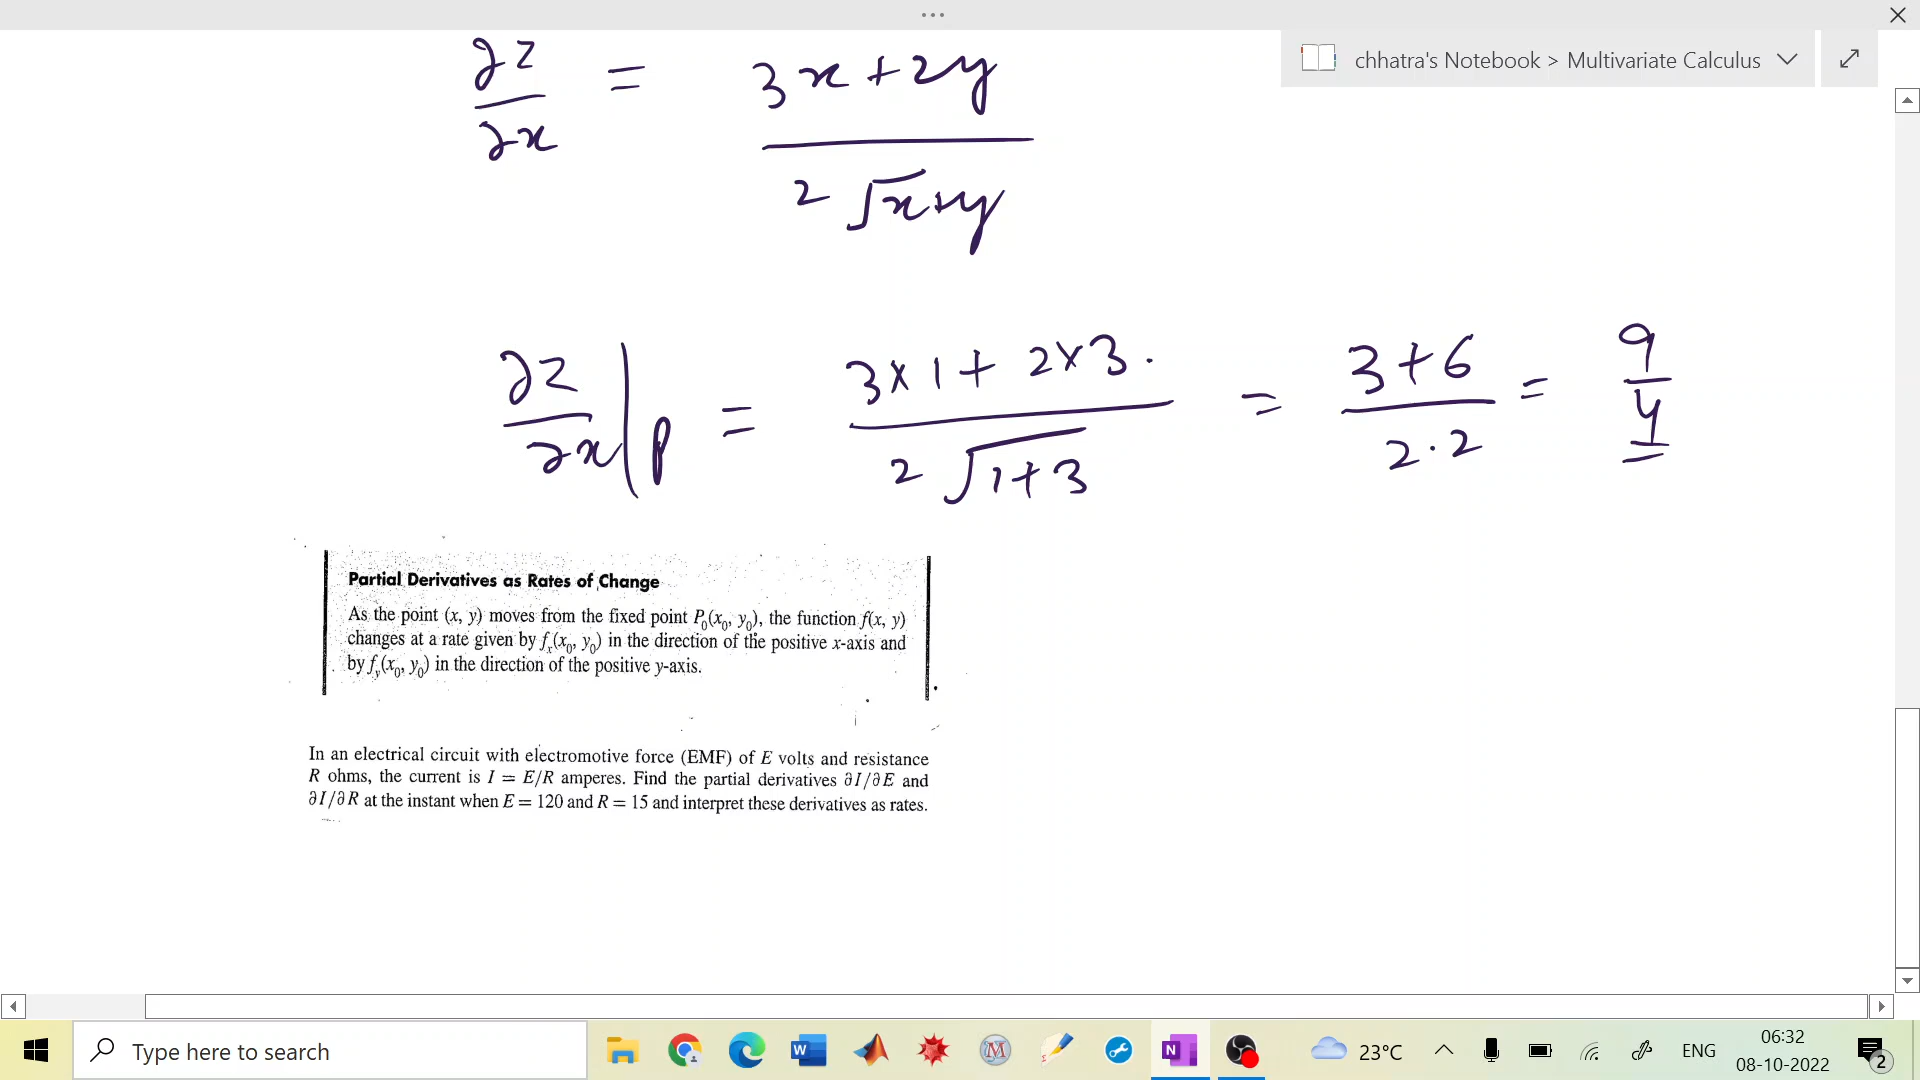 chhatra's Notebook > Multivariate Calculus
∂z/∂x = (3x+2y)/(2√x+y)
∂z/∂x|p = (3×1+2×3.)/(2√1+3) = (3+6)/(2·2) = 9/4
Partial Derivatives as Rates of Change
As the point (x, y) moves from the fixed point P₀(x₀, y₀), the function f(x, y)
changes at a rate given by fₓ(x₀, y₀) in the direction of the positive x-axis and
by f_y(x₀, y₀) in the direction of the positive y-axis.
In an electrical circuit with electromotive force (EMF) of E volts and resistance
R ohms, the current is I = E/R amperes. Find the partial derivatives ∂I/∂E and
∂I/∂R at the instant when E = 120 and R = 15 and interpret these derivatives as rates.
Type here to search
W
M
N
23°C
ENG
06:32
08-10-2022
2